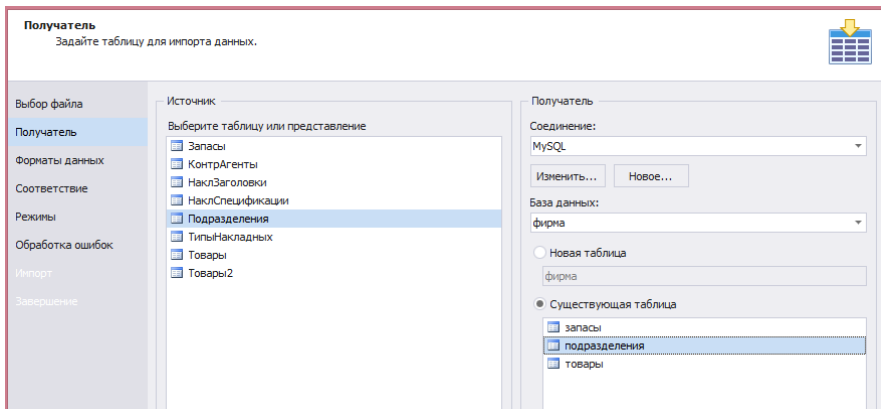 Получатель
Задайте таблицу для импорта данных.
Выбор файла
Получатель
Форматы данных
Соответствие
Режимы
Обработка ошибок
Импорт
Завершение
Источник
Выберите таблицу или представление
Запасы
КонтрАгенты
НаклЗаголовки
НаклСпецификации
Подразделения
ТипыНакладных
Товары
Товары2
Получатель
Соединение:
MySQL
Изменить... Новое...
База данных:
фирма
Новая таблица
фирма
Существующая таблица
запасы
подразделения
товары